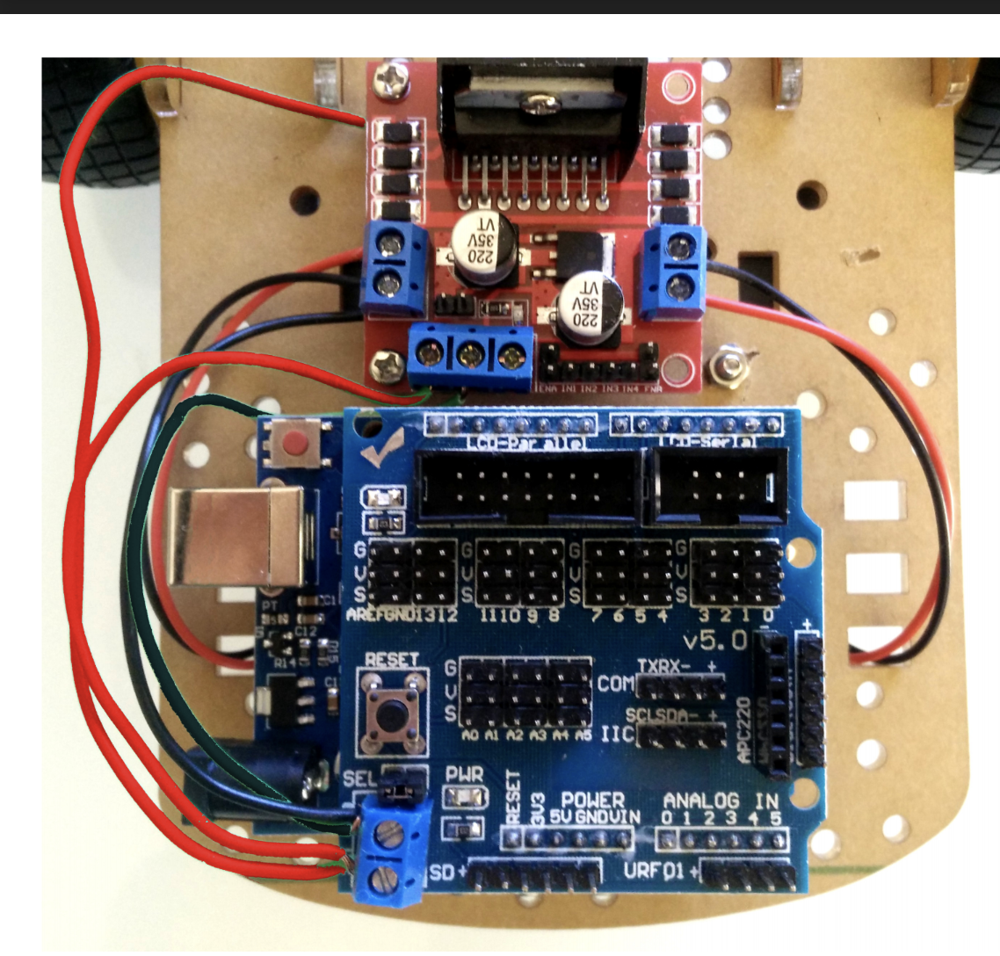 220
35V
VT
220
35V
VT
ENA IN1 IN2 IN3 IN4
LCD-Parallel
LCD-Serial
G
V
S
G
V
S
G
V
S
G
V
S
AREFGND1312
1110 9 8
7 6 5 4
3 2 1 0
v5.0
- +
PT
C12
R14
RESET
G
V
S
A0 A1 A2 A3 A4 A5
TXRX- +
COM
SCLSDA- +
IIC
APC220
SEL
PWR
RESET
3V3
POWER
5V GNDVIN
ANALOG IN
0 1 2 3 4 5
SD+
URF01+